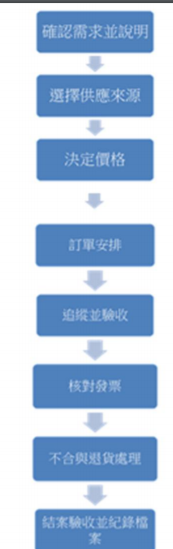 確認需求並說明
選擇供應來源
決定價格
訂單安排
追縱並驗收
核對發票
不合與退貨處理
結案驗收並紀錄檔
案